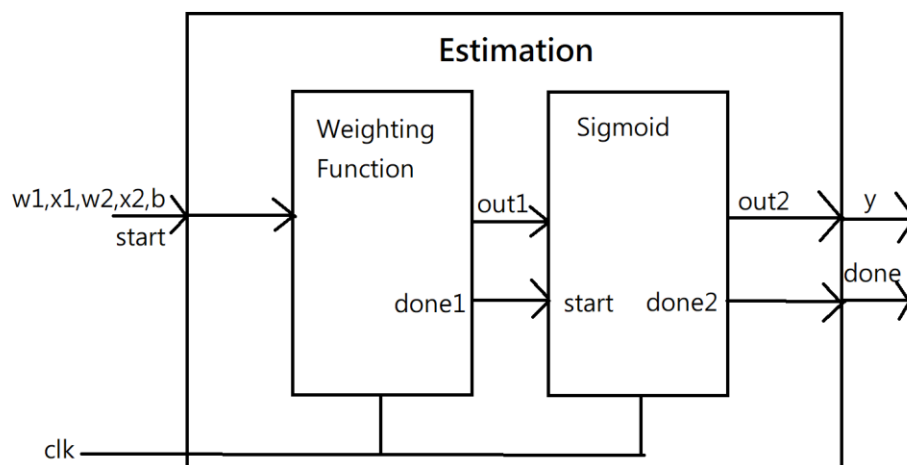 Estimation
Weighting
Function
Sigmoid
w1,x1,w2,x2,b
start
out1
out2
y
done1
start
done2
done
clk